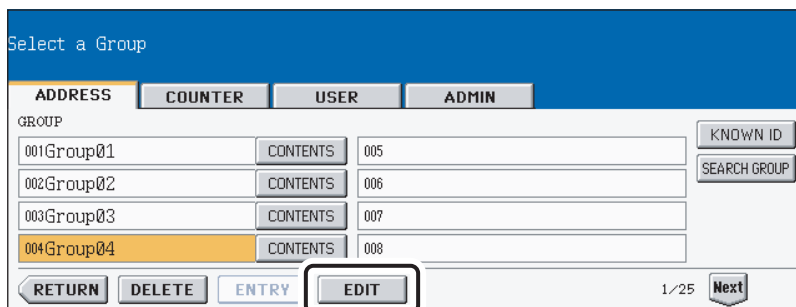 Select a Group
ADDRESS COUNTER USER ADMIN
GROUP
KNOWN ID
001Group01 CONTENTS 005
SEARCH GROUP
002Group02 CONTENTS 006
003Group03 CONTENTS 007
004Group04 CONTENTS 008
RETURN DELETE ENTRY EDIT 1/25 Next